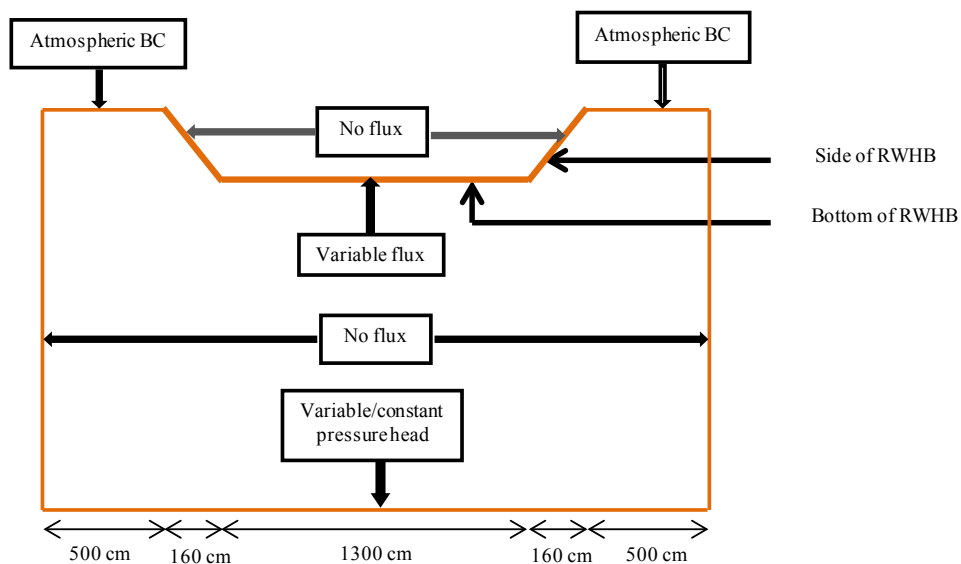 Atmospheric BC
Atmospheric BC
No flux
Side of RWHB
Bottom of RWHB
Variable flux
No flux
Variable/constant
pressure head
500 cm
160 cm
1300 cm
160 cm
500 cm